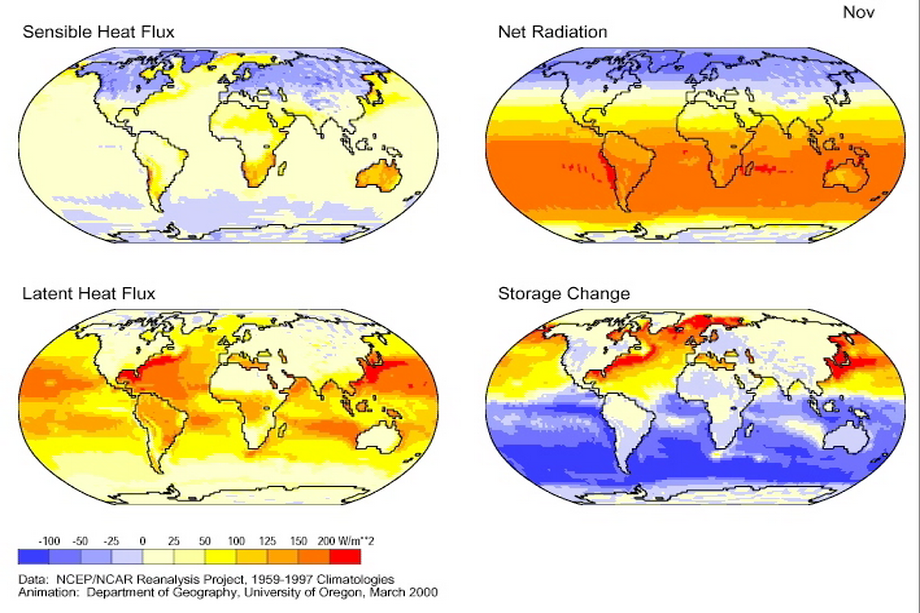 Nov
Sensible Heat Flux
Net Radiation
Latent Heat Flux
Storage Change
-100 -50 -25 0 25 50 100 125 150 200 W/m**2
Data: NCEP/NCAR Reanalysis Project, 1959-1997 Climatologies
Animation: Department of Geography, University of Oregon, March 2000